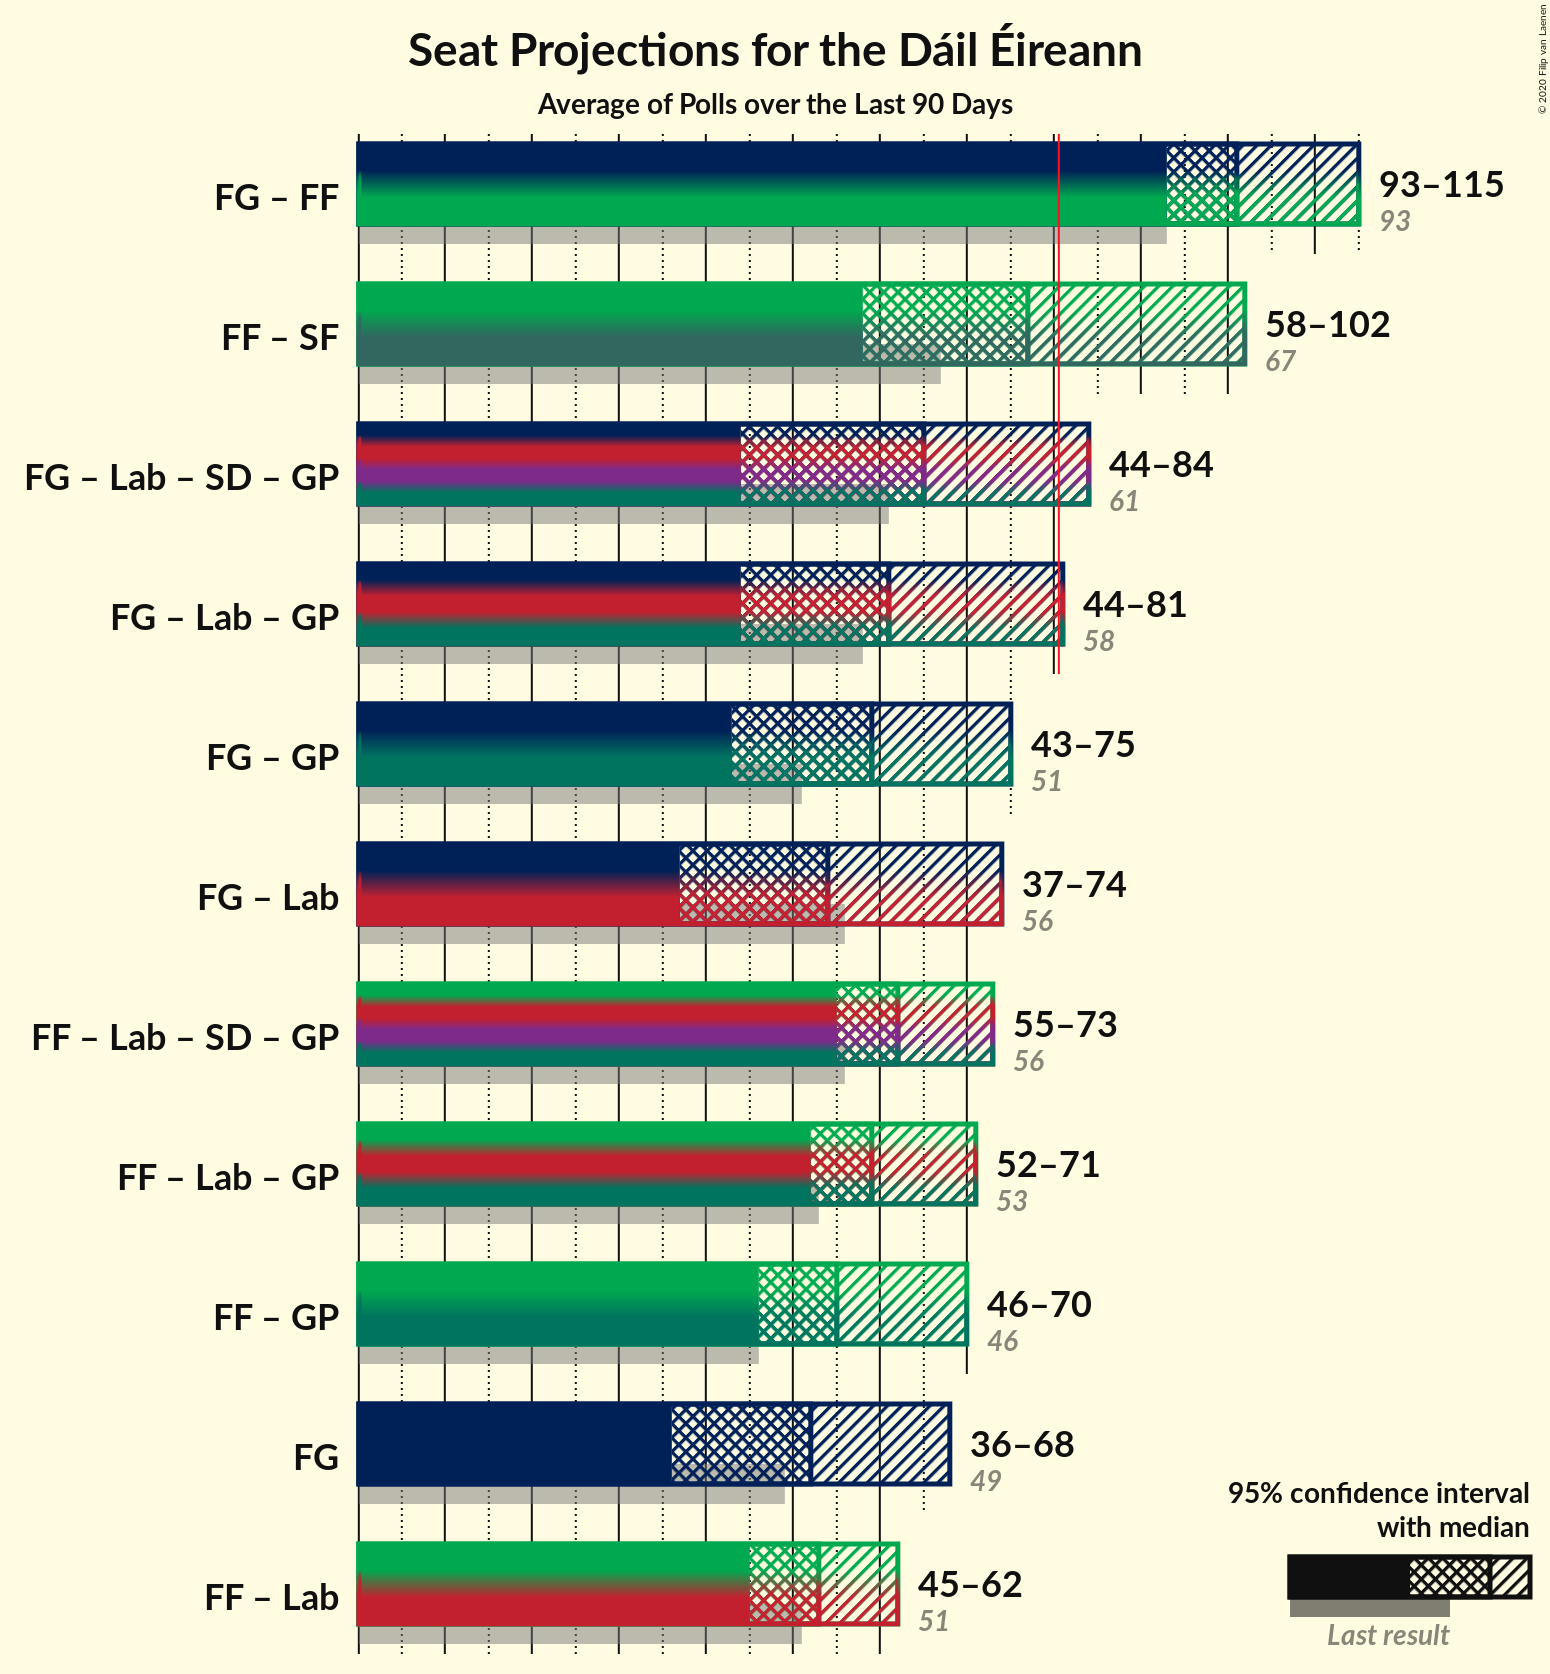 Seat Projections for the Dáil Éireann
Average of Polls over the Last 90 Days
© 2020 Filip van Laenen
FG – FF
93–115
93
FF – SF
58–102
67
FG – Lab – SD – GP
44–84
61
FG – Lab – GP
44–81
58
FG – GP
43–75
51
FG – Lab
37–74
56
FF – Lab – SD – GP
55–73
56
FF – Lab – GP
52–71
53
FF – GP
46–70
46
FG
36–68
49
FF – Lab
45–62
51
95% confidence interval
with median
Last result